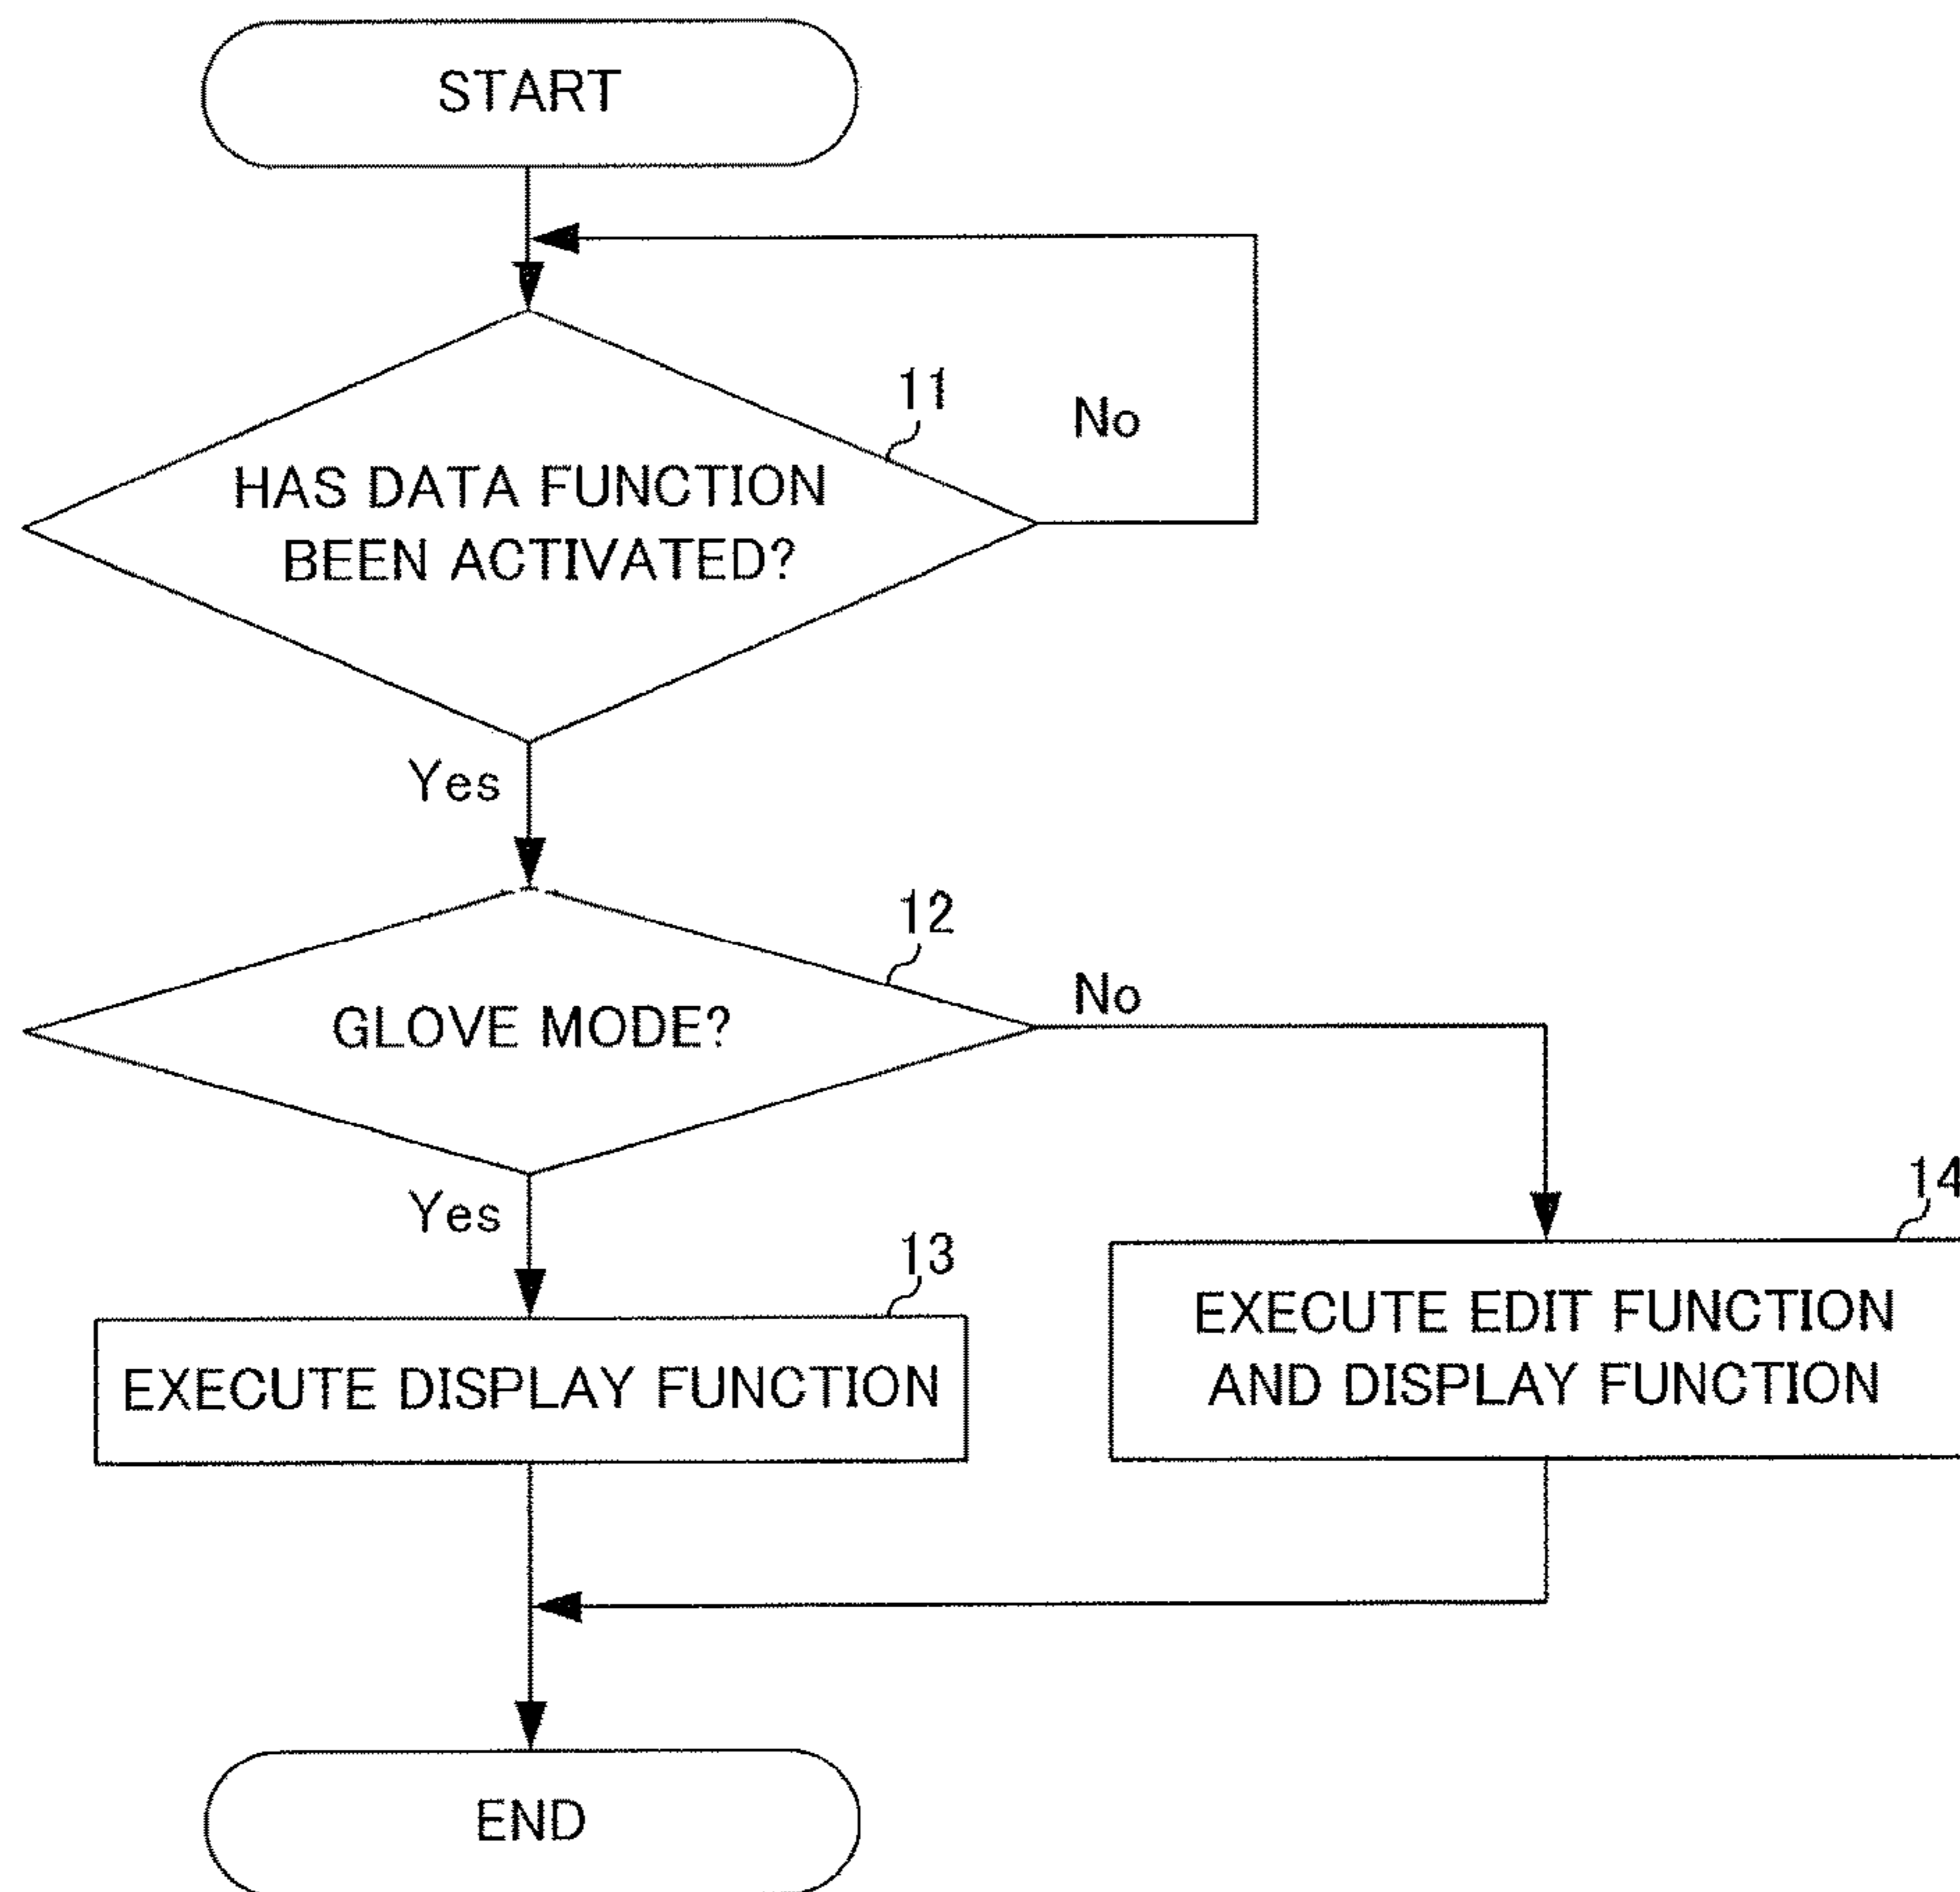 START
11
No
HAS DATA FUNCTION
BEEN ACTIVATED?
Yes
12
No
GLOVE MODE?
Yes
14
13
EXECUTE EDIT FUNCTION
AND DISPLAY FUNCTION
EXECUTE DISPLAY FUNCTION
END